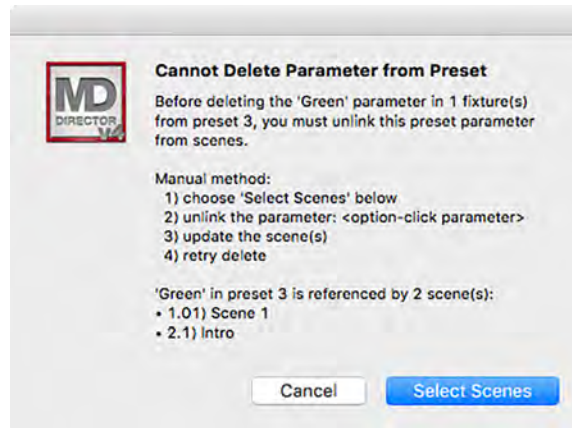 MD
DIRECTOR
V4
Cannot Delete Parameter from Preset
Before deleting the 'Green' parameter in 1 fixture(s)
from preset 3, you must unlink this preset parameter
from scenes.
Manual method:
1) choose 'Select Scenes' below
2) unlink the parameter: <option-click parameter>
3) update the scene(s)
4) retry delete
'Green' in preset 3 is referenced by 2 scene(s):
• 1.01) Scene 1
• 2.1) Intro
Cancel
Select Scenes